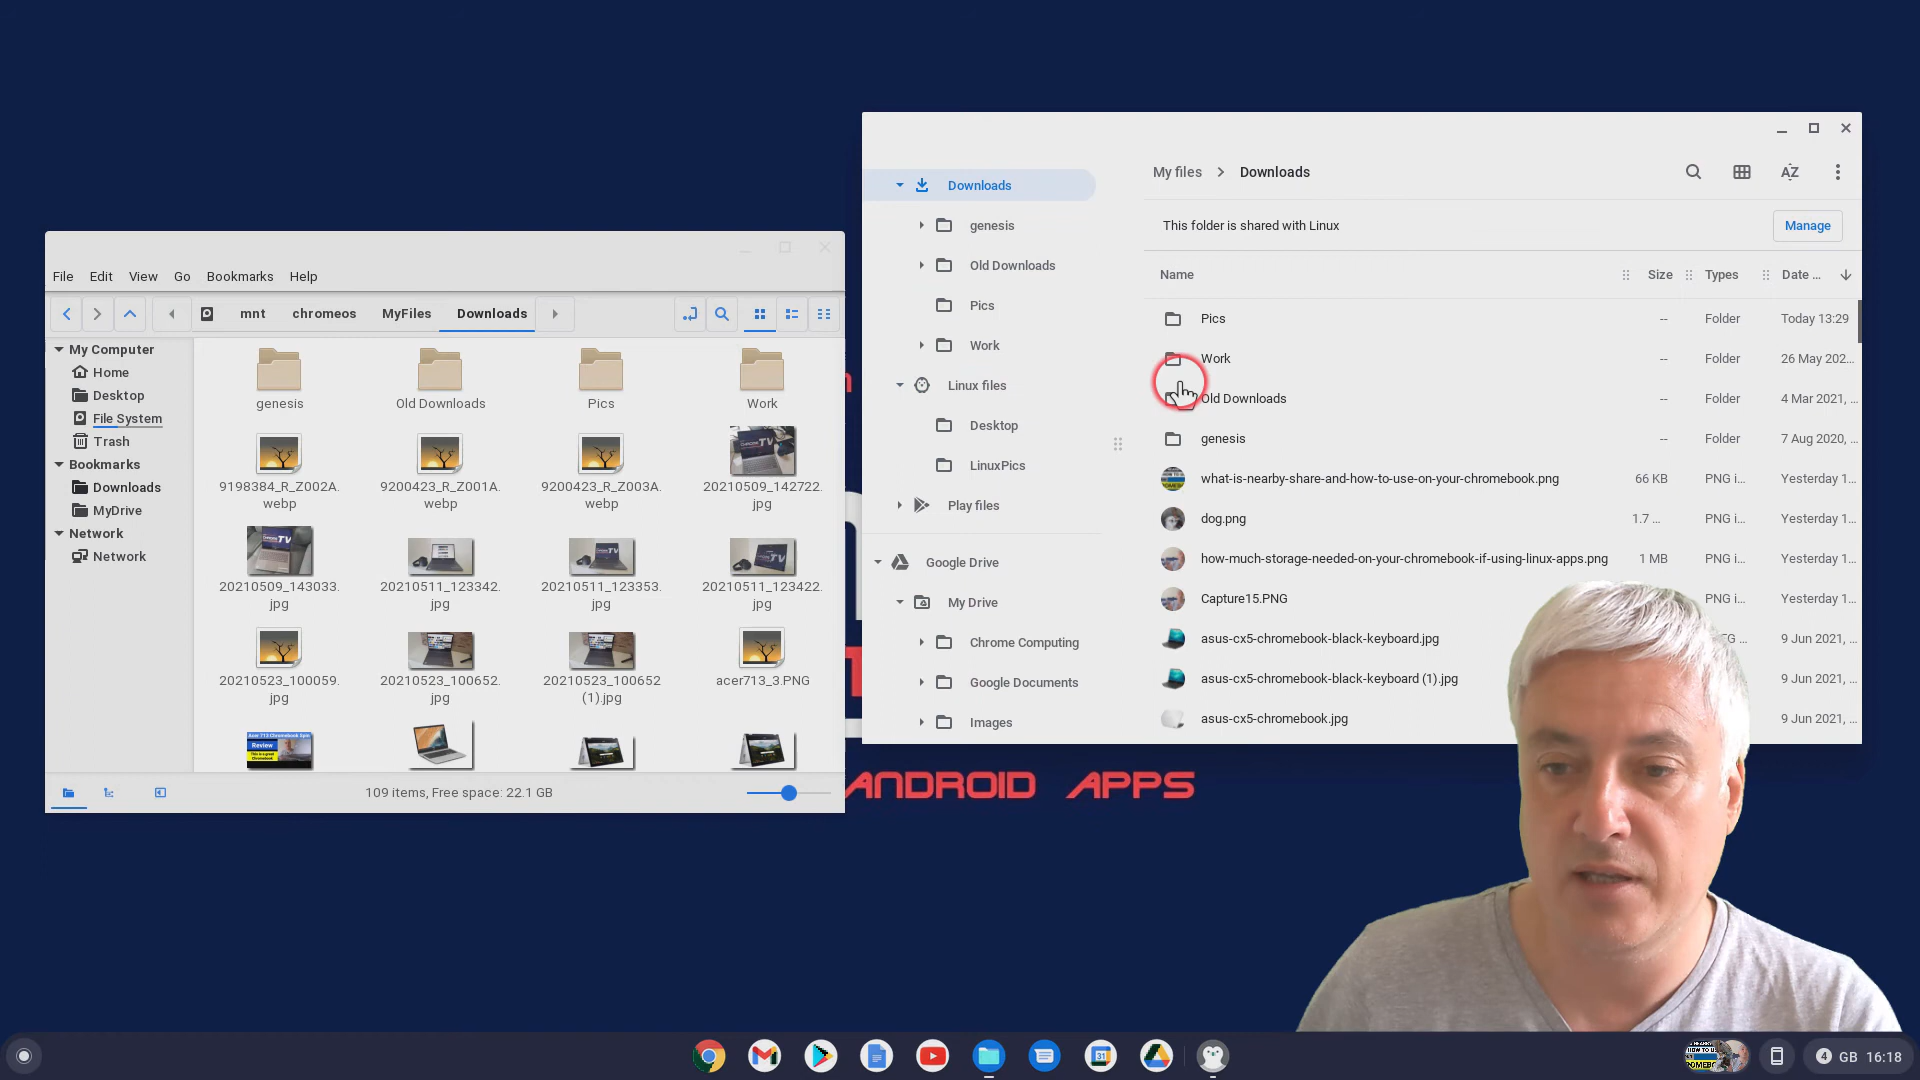 File Edit View Go Bookmarks Help
mnt chromeos MyFiles Downloads
My Computer
Home
Desktop
File System
Trash
Bookmarks
Downloads
MyDrive
Network
Network
genesis Old Downloads Pics Work
9198384_R_Z002A. 9200423_R_Z001A. 9200423_R_Z003A. 20210509_142722.
webp webp webp jpg
20210509_143033. 20210511_123342. 20210511_123353. 20210511_123422.
jpg jpg jpg jpg
20210523_100059. 20210523_100652. 20210523_100652 acer713_3.PNG
jpg jpg (1).jpg
Acer 713 Chromebook Spin
Review
109 items, Free space: 22.1 GB
Downloads
genesis
Old Downloads
Pics
Work
Linux files
Desktop
LinuxPics
Play files
Google Drive
My Drive
Chrome Computing
Google Documents
Images
My files > Downloads
AZ
This folder is shared with Linux
Manage
Name Size Types Date ...
Pics -- Folder Today 13:29
Work -- Folder 26 May 202...
Old Downloads -- Folder 4 Mar 2021, ...
genesis -- Folder 7 Aug 2020, ...
what-is-nearby-share-and-how-to-use-on-your-chromebook.png 66 KB PNG i... Yesterday 1...
dog.png 1.7 ... PNG i... Yesterday 1...
how-much-storage-needed-on-your-chromebook-if-using-linux-apps.png 1 MB PNG i... Yesterday 1...
Capture15.PNG PNG i... Yesterday 1...
asus-cx5-chromebook-black-keyboard.jpg 9 Jun 2021, ...
asus-cx5-chromebook-black-keyboard (1).jpg 9 Jun 2021, ...
asus-cx5-chromebook.jpg 9 Jun 2021, ...
ANDROID APPS
31
4 GB 16:18